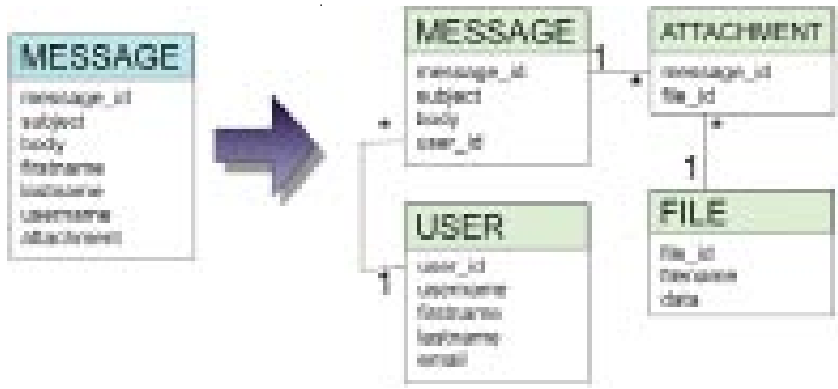 MESSAGE
message_id
subject
body
firstname
lastname
username
attachment
MESSAGE
message_id
subject
body
user_id
1
*
ATTACHMENT
message_id
file_id
*
1
*
1
USER
user_id
username
firstname
lastname
email
FILE
file_id
filename
data